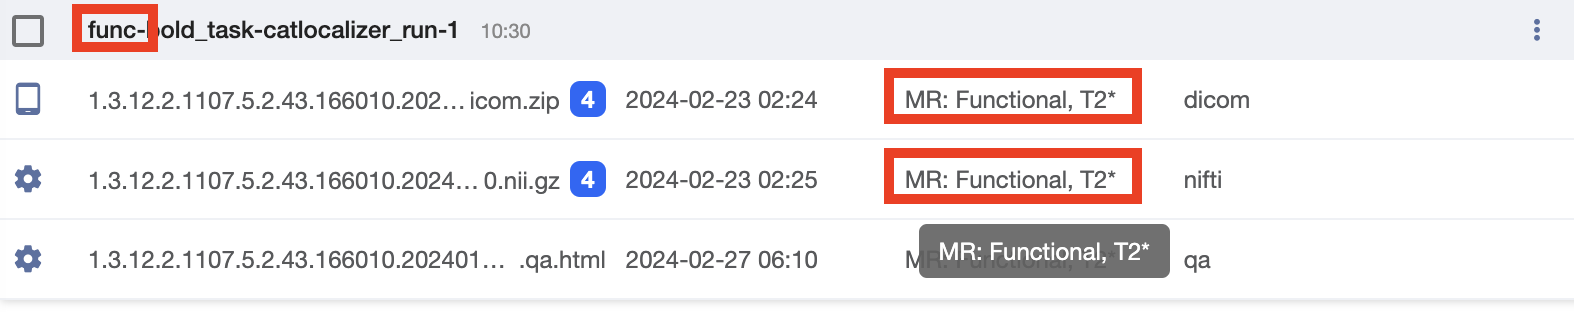 func-bold_task-catlocalizer_run-1 10:30
1.3.12.2.1107.5.2.43.166010.202... icom.zip 4 2024-02-23 02:24 MR: Functional, T2* dicom
1.3.12.2.1107.5.2.43.166010.2024... 0.nii.gz 4 2024-02-23 02:25 MR: Functional, T2* nifti
MR: Functional, T2*
1.3.12.2.1107.5.2.43.166010.202401... .qa.html 2024-02-27 06:10 MR: Functional, T2* qa